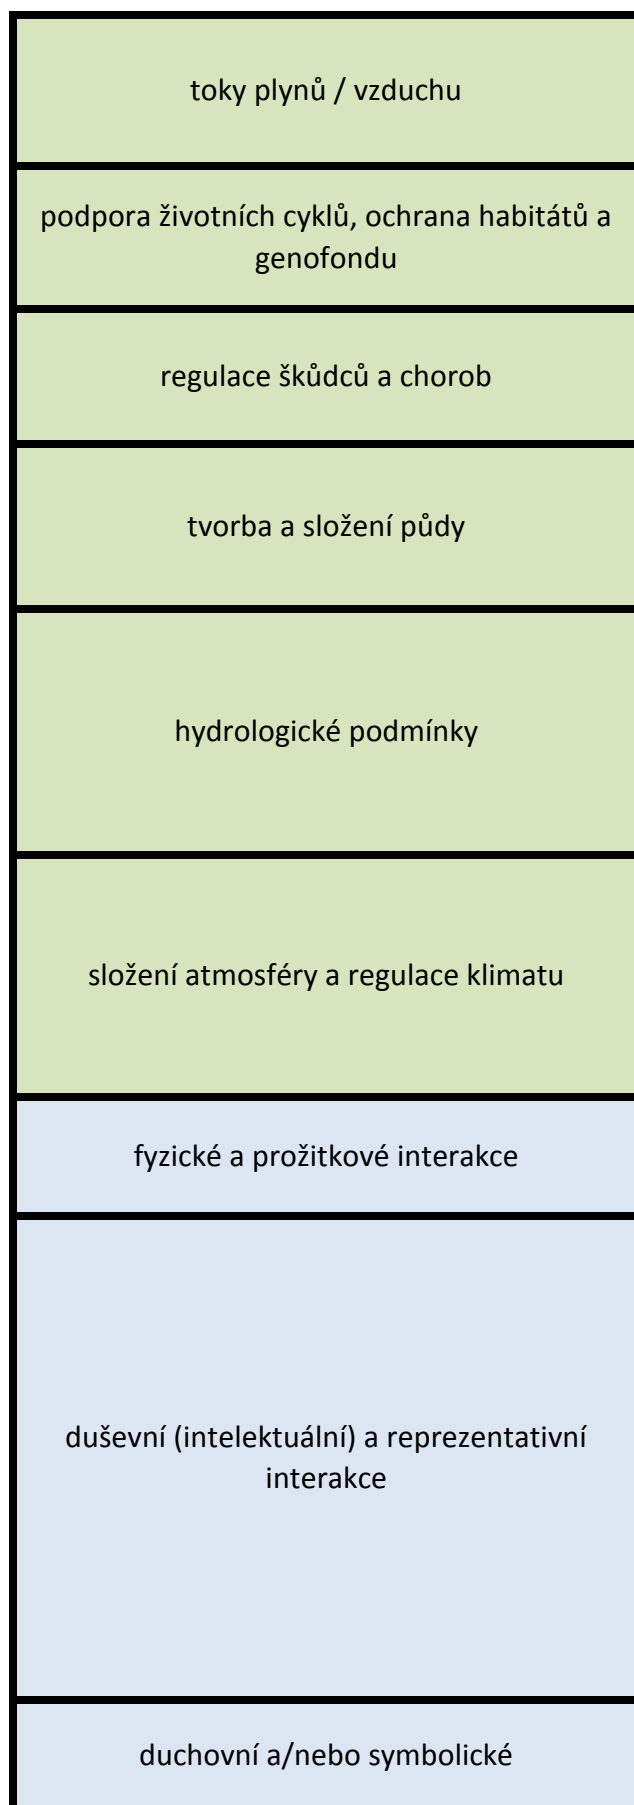 toky plynů / vzduchu
podpora životních cyklů, ochrana habitátů a
genofondu
regulace škůdců a chorob
tvorba a složení půdy
hydrologické podmínky
složení atmosféry a regulace klimatu
fyzické a prožitkové interakce
duševní (intelektuální) a reprezentativní
interakce
duchovní a/nebo symbolické